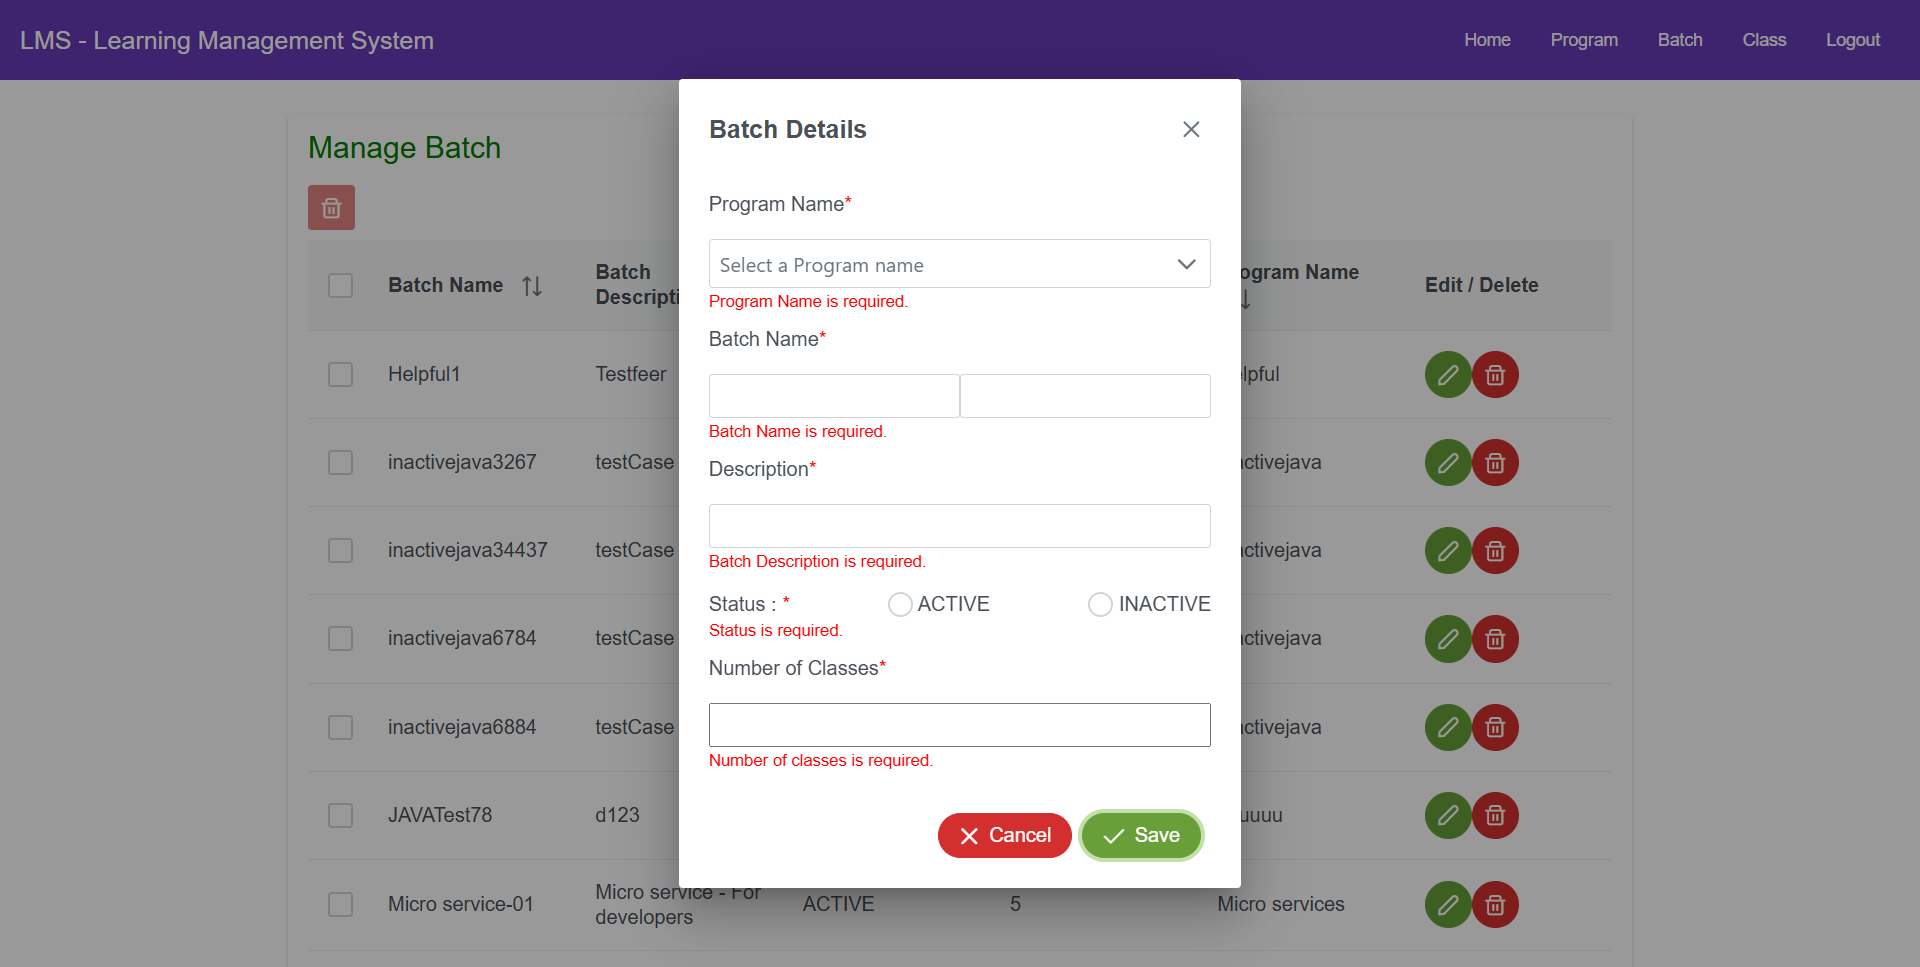 LMS - Learning Management System
Home
Program
Batch
Class
Logout
Manage Batch
Batch Name
Batch
Descripti
ogram Name
Edit / Delete
Helpful1
Testfeer
lpful
inactivejava3267
testCase
ctivejava
inactivejava34437
testCase
ctivejava
inactivejava6784
testCase
ctivejava
inactivejava6884
testCase
ctivejava
JAVATest78
d123
uuuu
Micro service-01
Micro service - For
developers
ACTIVE
5
Micro services
Batch Details
Program Name*
Select a Program name
Program Name is required.
Batch Name*
Batch Name is required.
Description*
Batch Description is required.
Status : *
ACTIVE
INACTIVE
Status is required.
Number of Classes*
Number of classes is required.
Cancel
Save